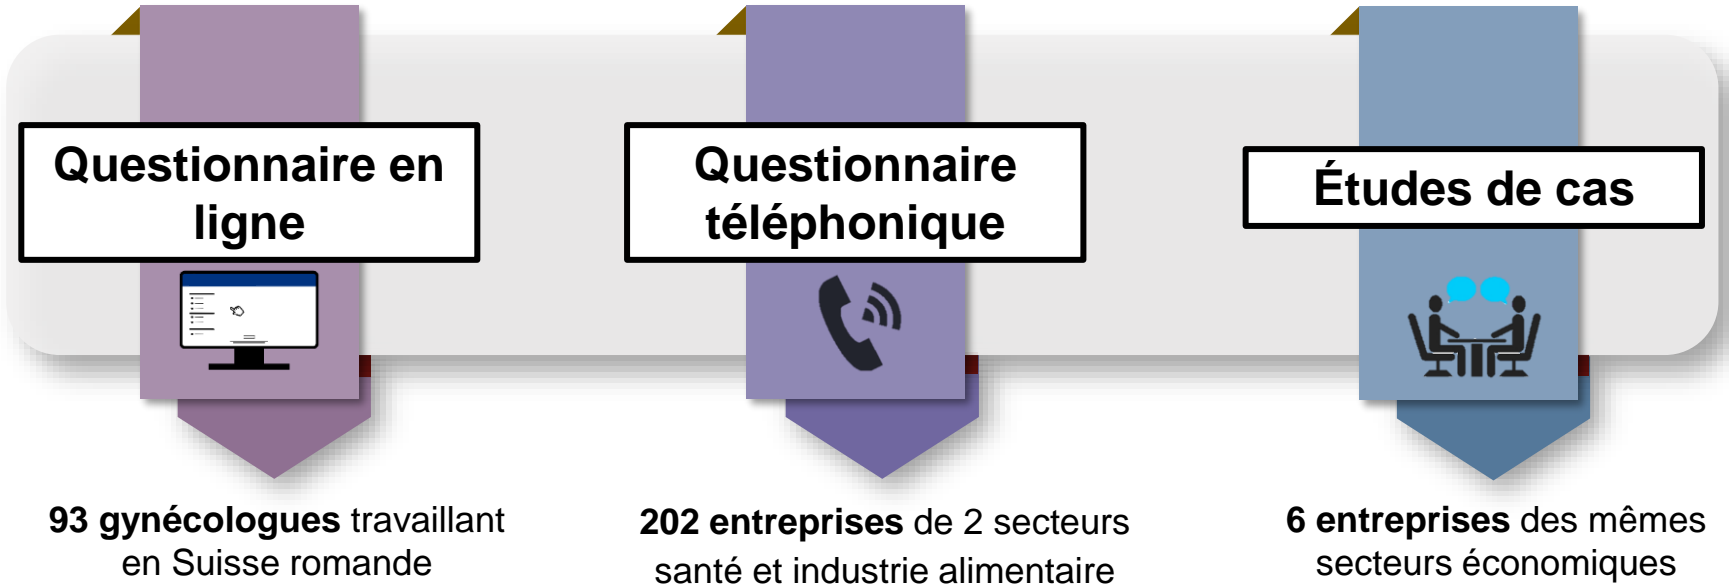 Questionnaire en
ligne
93 gynécologues travaillant
en Suisse romande
Questionnaire
téléphonique
202 entreprises de 2 secteurs
santé et industrie alimentaire
Études de cas
6 entreprises des mêmes
secteurs économiques